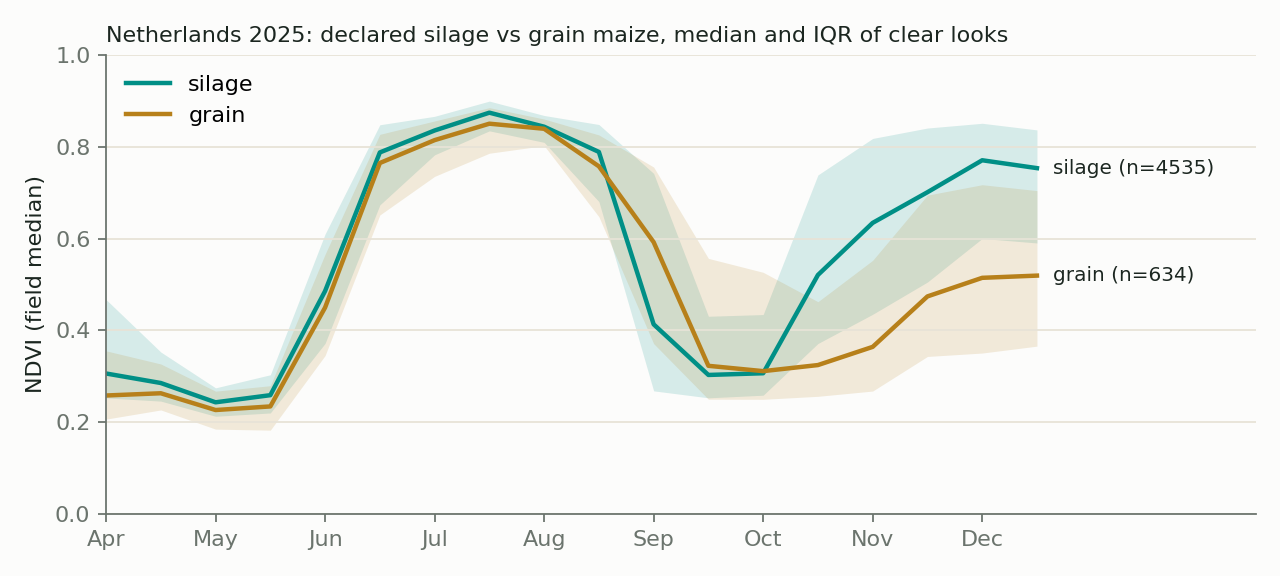 Netherlands 2025: declared silage vs grain maize, median and IQR of clear looks
NDVI (field median)
1.0
0.8
0.6
0.4
0.2
0.0
silage
grain
silage (n=4535)
grain (n=634)
Apr May Jun Jul Aug Sep Oct Nov Dec